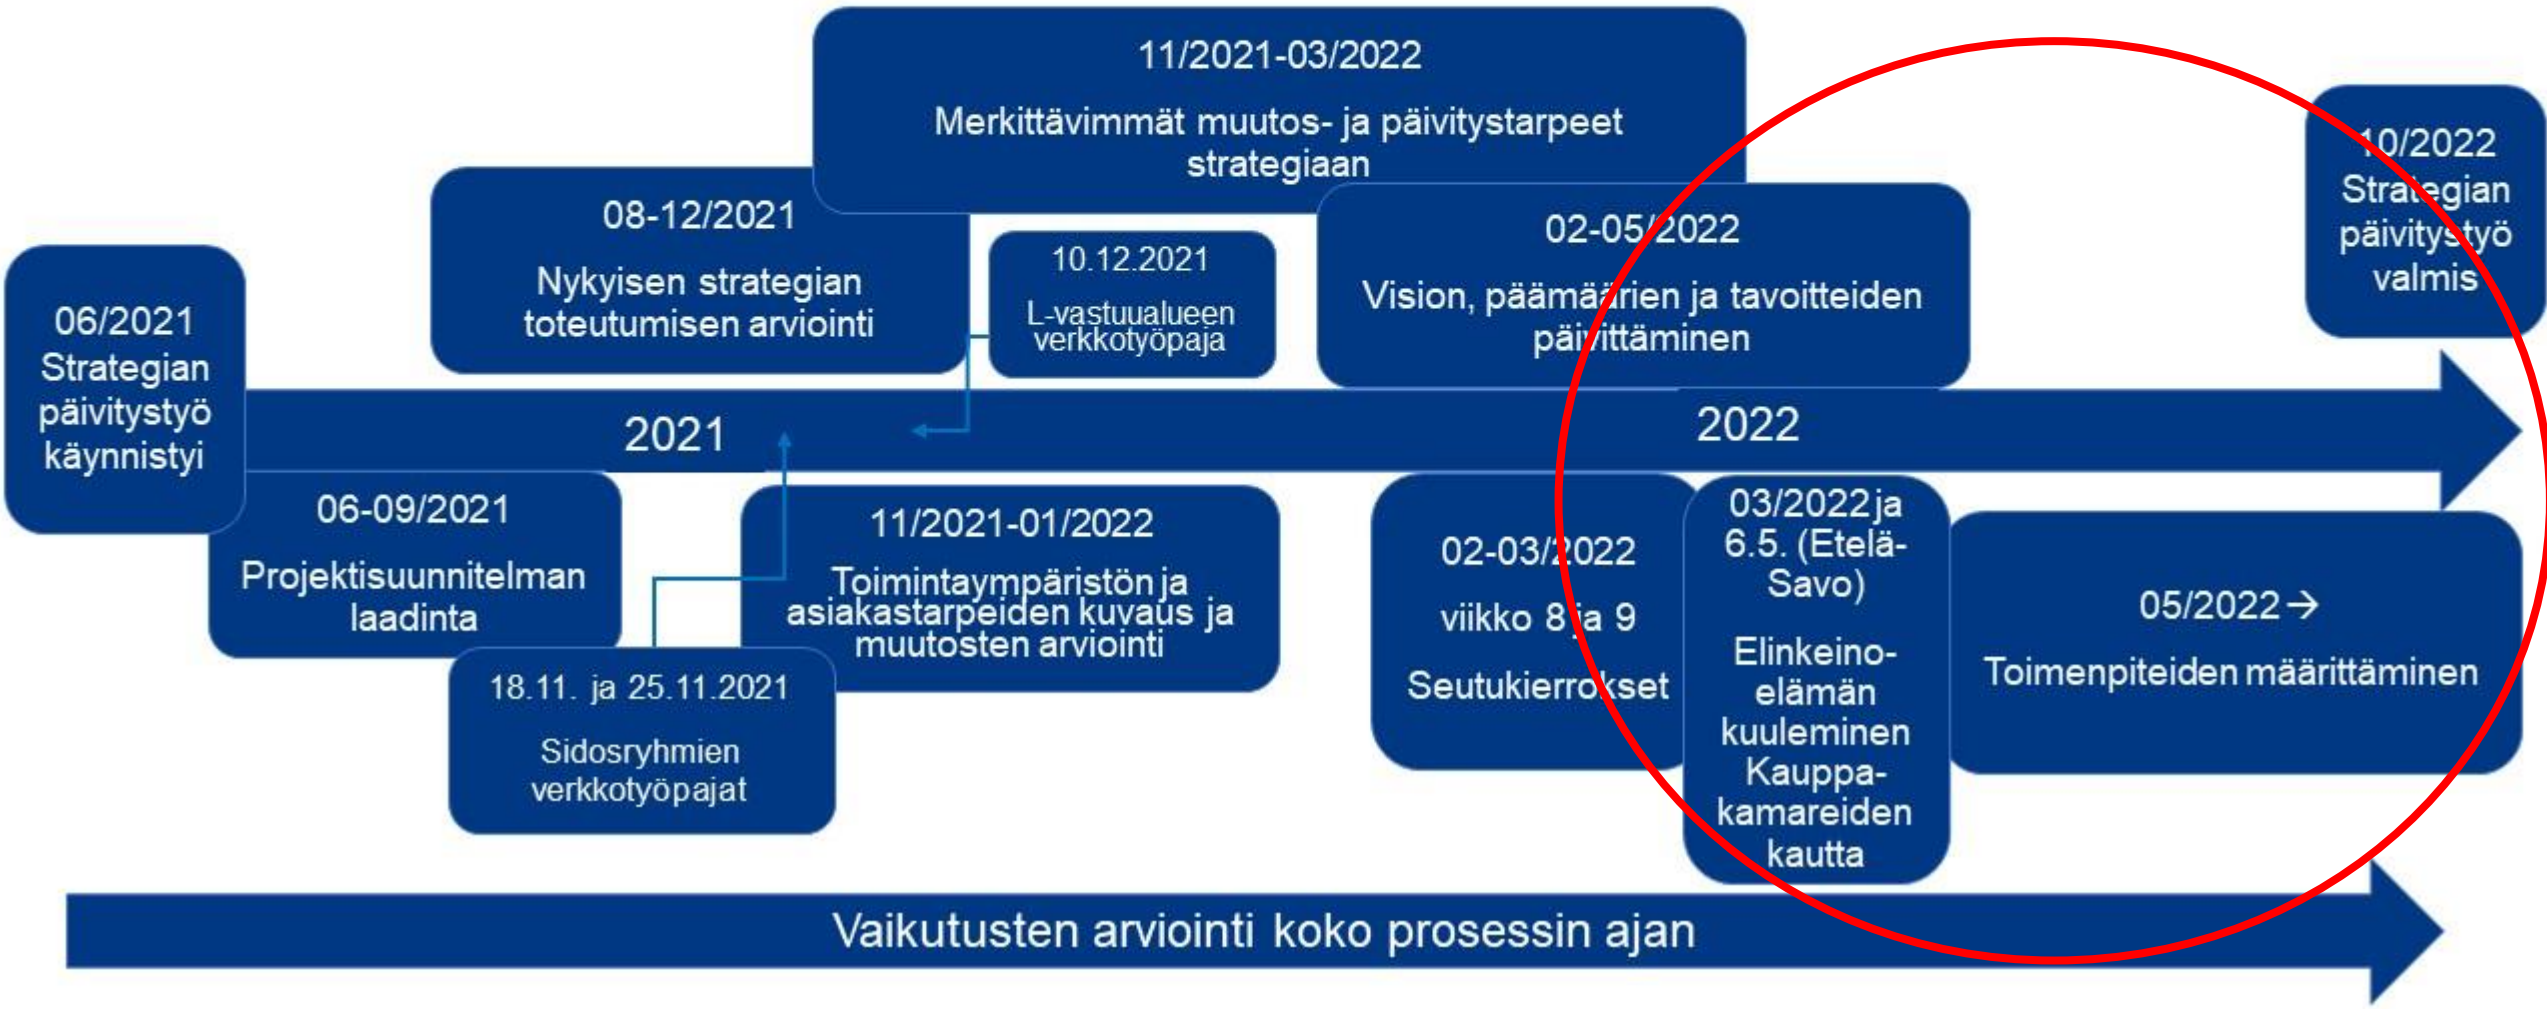 11/2021-03/2022
Merkittävimmät muutos- ja päivitystarpeet
strategiaan
08-12/2021
Nykyisen strategian
toteutumisen arviointi
10.12.2021
L-vastuualueen
verkkotyöpaja
02-05/2022
Vision, päämäärien ja tavoitteiden
päivittäminen
10/2022
Strategian
päivitystyö
valmis
06/2021
Strategian
päivitystyö
käynnistyi
2021
2022
06-09/2021
Projektisuunnitelman
laadinta
18.11. ja 25.11.2021
Sidosryhmien
verkkotyöpajat
11/2021-01/2022
Toimintaympäristön ja
asiakastarpeiden kuvaus ja
muutosten arviointi
02-03/2022
viikko 8 ja 9
Seutukierrokset
03/2022 ja
6.5. (Etelä-
Savo)
Elinkeino-
elämän
kuuleminen
Kauppa-
kamareiden
kautta
05/2022 →
Toimenpiteiden määrittäminen
Vaikutusten arviointi koko prosessin ajan